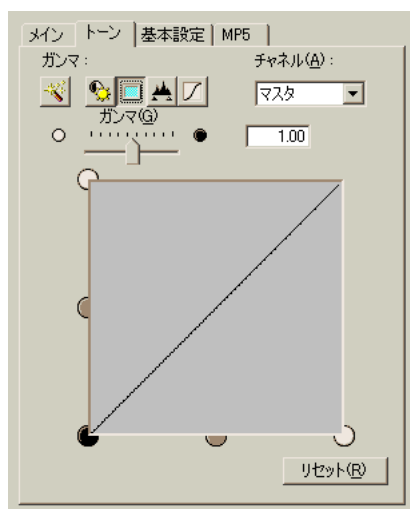 メイン トーン 基本設定 MP5
ガンマ: チャネル(A):
マスタ
ガンマ(G)
1.00
リセット(R)